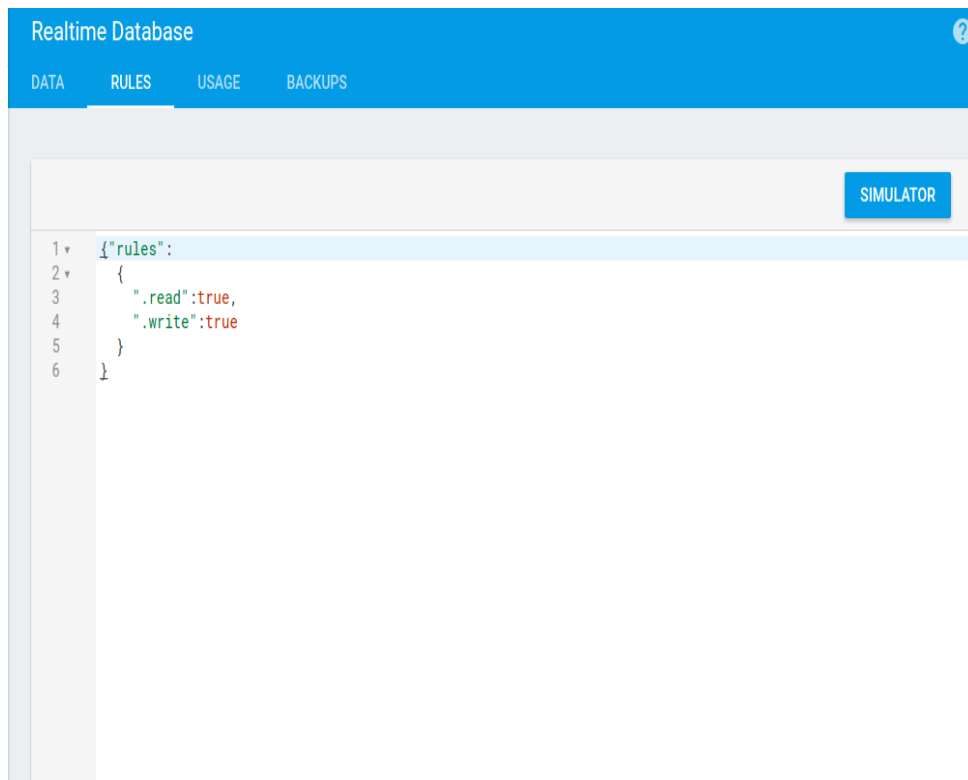 Realtime Database ?
DATA RULES USAGE BACKUPS
SIMULATOR
1 {"rules":
2 {
3 ".read":true,
4 ".write":true
5 }
6 }